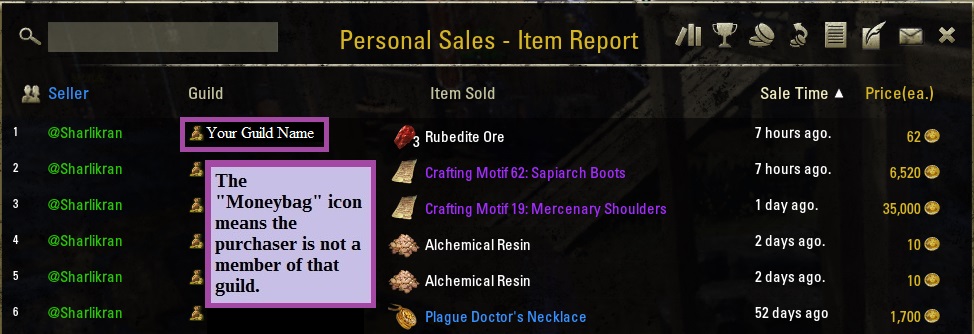 Personal Sales - Item Report
Seller Guild Item Sold Sale Time ▲ Price(ea.)
1 @Sharlikran Your Guild Name 3 Rubedite Ore 7 hours ago. 62
2 @Sharlikran Crafting Motif 62: Sapiarch Boots 7 hours ago. 6,520
3 @Sharlikran Crafting Motif 19: Mercenary Shoulders 1 day ago. 35,000
4 @Sharlikran Alchemical Resin 2 days ago. 10
5 @Sharlikran Alchemical Resin 2 days ago. 10
6 @Sharlikran Plague Doctor's Necklace 52 days ago. 1,700
The
"Moneybag" icon
means the
purchaser is not a
member of that
guild.